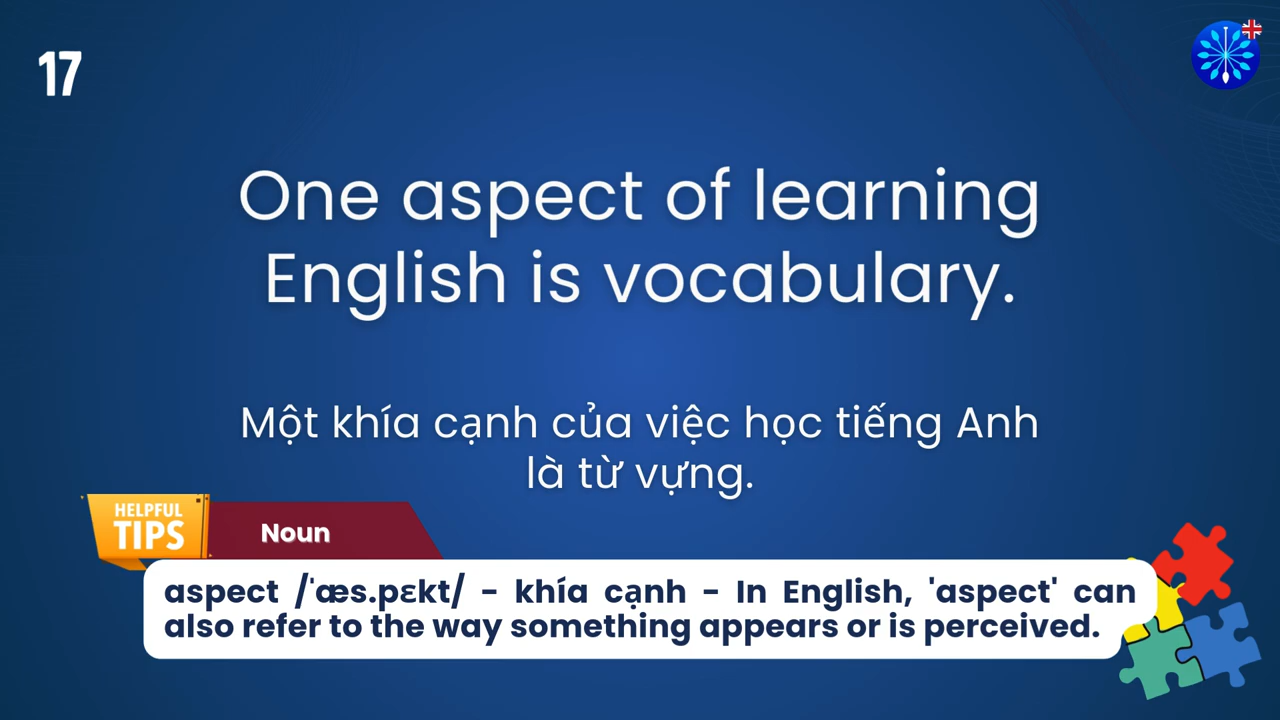 17
One aspect of learning
English is vocabulary.
Một khía cạnh của việc học tiếng Anh
là từ vựng.
HELPFUL
TIPS
Noun
aspect /ˈæs.pɛkt/ - khía cạnh - In English, 'aspect' can
also refer to the way something appears or is perceived.